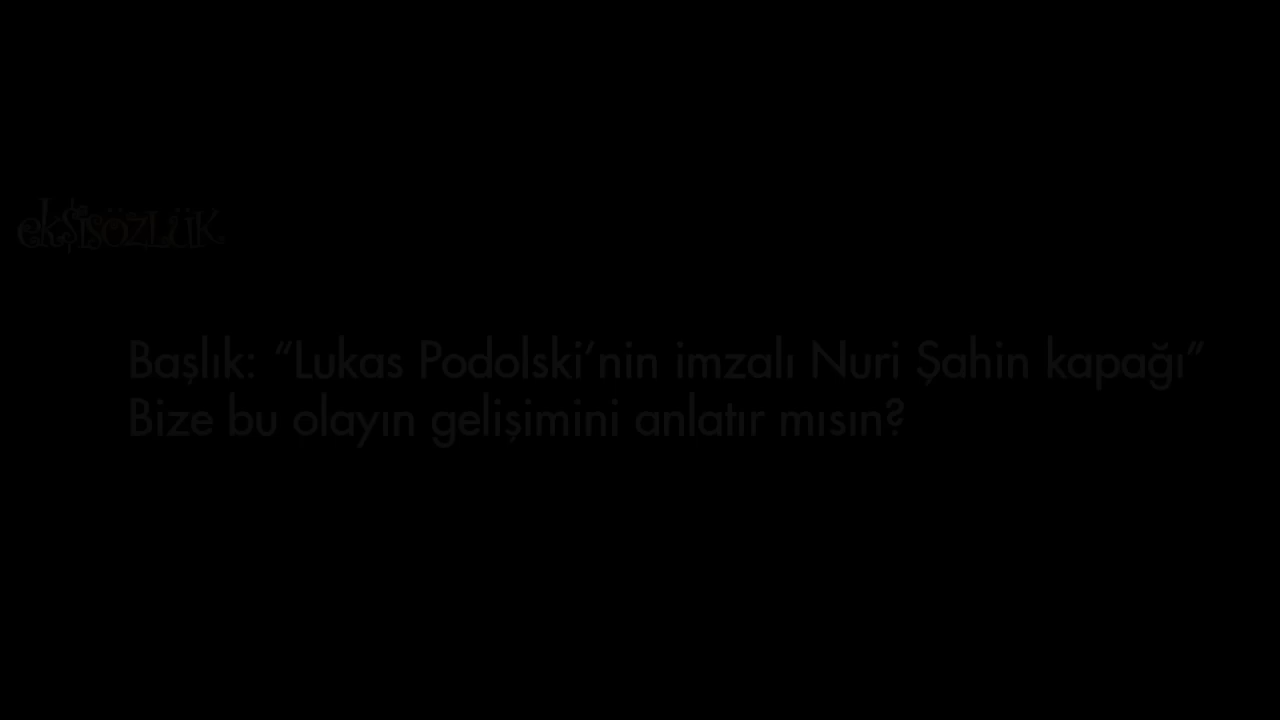 ekşisözlük
Başlık: “Lukas Podolski’nin imzalı Nuri Şahin kapağı”
Bize bu olayın gelişimini anlatır mısın?